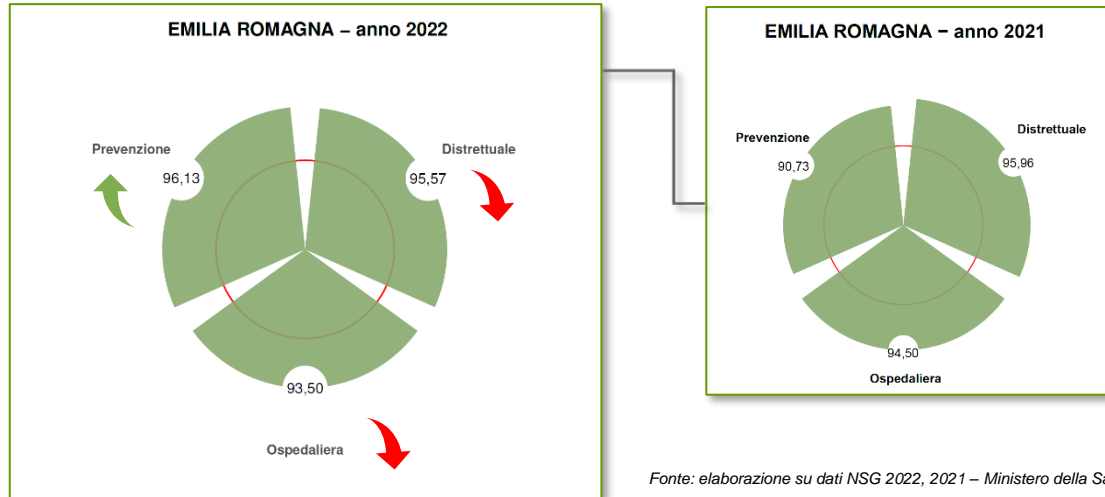 EMILIA ROMAGNA – anno 2022
Prevenzione
96,13
Distrettuale
95,57
93,50
Ospedaliera
EMILIA ROMAGNA – anno 2021
Prevenzione
90,73
Distrettuale
95,96
94,50
Ospedaliera
Fonte: elaborazione su dati NSG 2022, 2021 – Ministero della